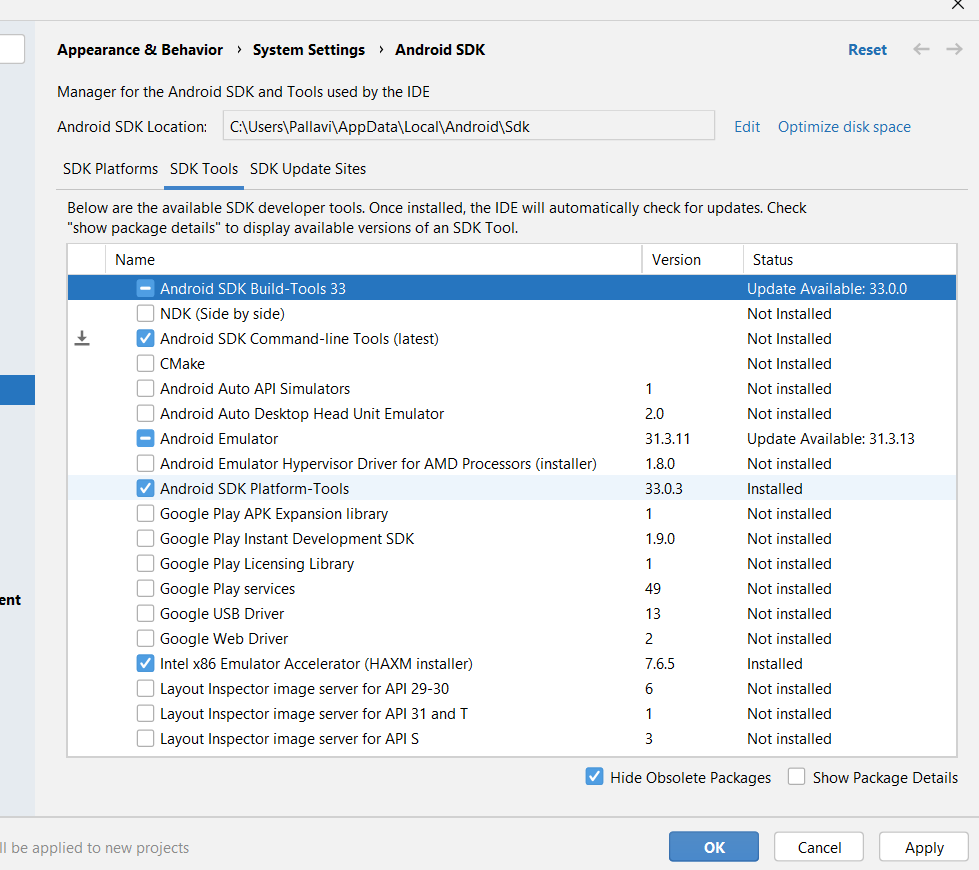 Appearance & Behavior › System Settings › Android SDK Reset
Manager for the Android SDK and Tools used by the IDE
Android SDK Location: C:\Users\Pallavi\AppData\Local\Android\Sdk Edit Optimize disk space
SDK Platforms SDK Tools SDK Update Sites
Below are the available SDK developer tools. Once installed, the IDE will automatically check for updates. Check
"show package details" to display available versions of an SDK Tool.
Name Version Status
Android SDK Build-Tools 33 Update Available: 33.0.0
NDK (Side by side) Not Installed
Android SDK Command-line Tools (latest) Not Installed
CMake Not Installed
Android Auto API Simulators 1 Not installed
Android Auto Desktop Head Unit Emulator 2.0 Not installed
Android Emulator 31.3.11 Update Available: 31.3.13
Android Emulator Hypervisor Driver for AMD Processors (installer) 1.8.0 Not installed
Android SDK Platform-Tools 33.0.3 Installed
Google Play APK Expansion library 1 Not installed
Google Play Instant Development SDK 1.9.0 Not installed
Google Play Licensing Library 1 Not installed
Google Play services 49 Not installed
ent
Google USB Driver 13 Not installed
Google Web Driver 2 Not installed
Intel x86 Emulator Accelerator (HAXM installer) 7.6.5 Installed
Layout Inspector image server for API 29-30 6 Not installed
Layout Inspector image server for API 31 and T 1 Not installed
Layout Inspector image server for API S 3 Not installed
Hide Obsolete Packages Show Package Details
ll be applied to new projects OK Cancel Apply